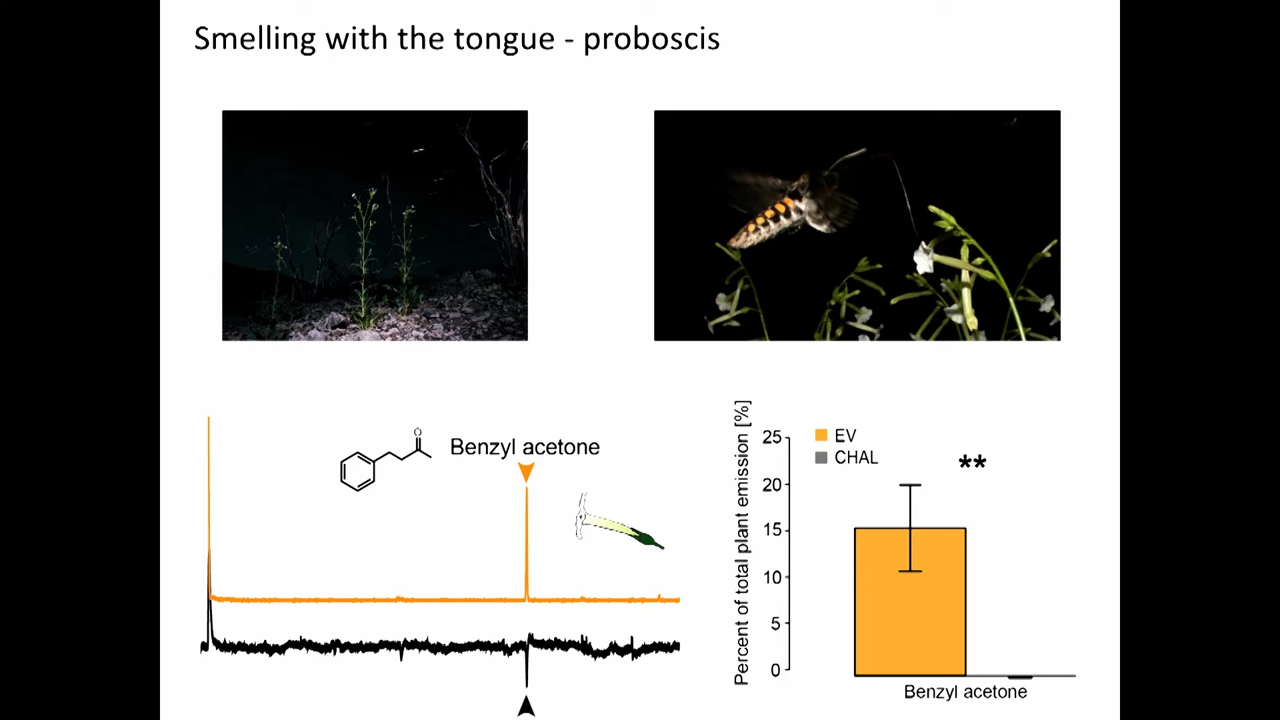 Smelling with the tongue - proboscis
O
Benzyl acetone
Percent of total plant emission [%]
25
20
15
10
5
0
EV
CHAL
**
Benzyl acetone